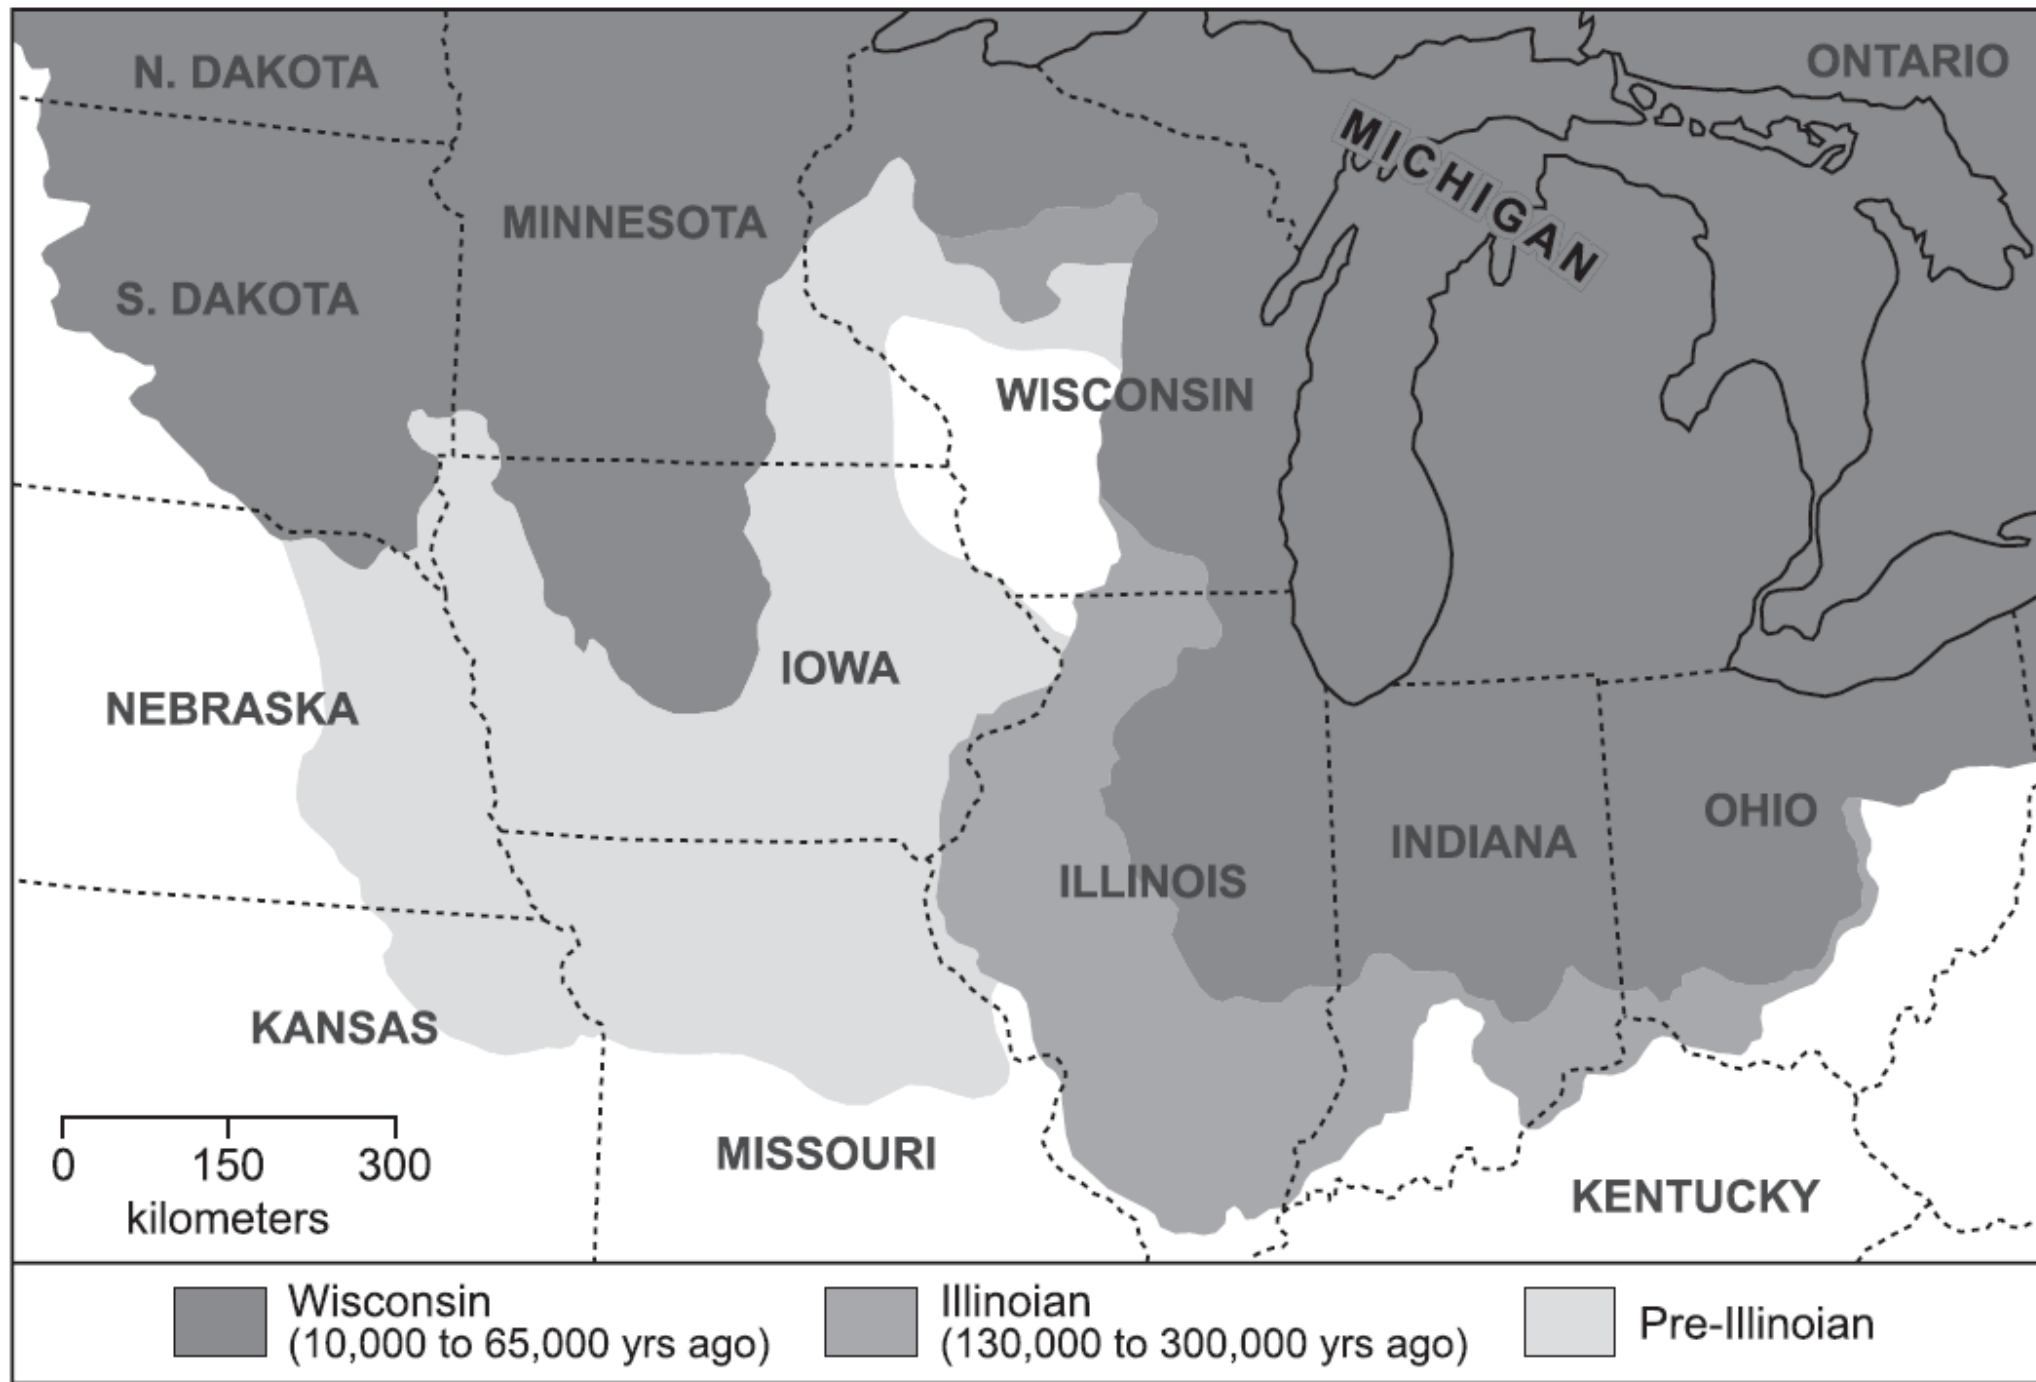 N. DAKOTA
ONTARIO
MICHIGAN
MINNESOTA
S. DAKOTA
WISCONSIN
IOWA
NEBRASKA
OHIO
INDIANA
ILLINOIS
KANSAS
MISSOURI
KENTUCKY
0 150 300
kilometers
Wisconsin
(10,000 to 65,000 yrs ago)
Illinoian
(130,000 to 300,000 yrs ago)
Pre-Illinoian